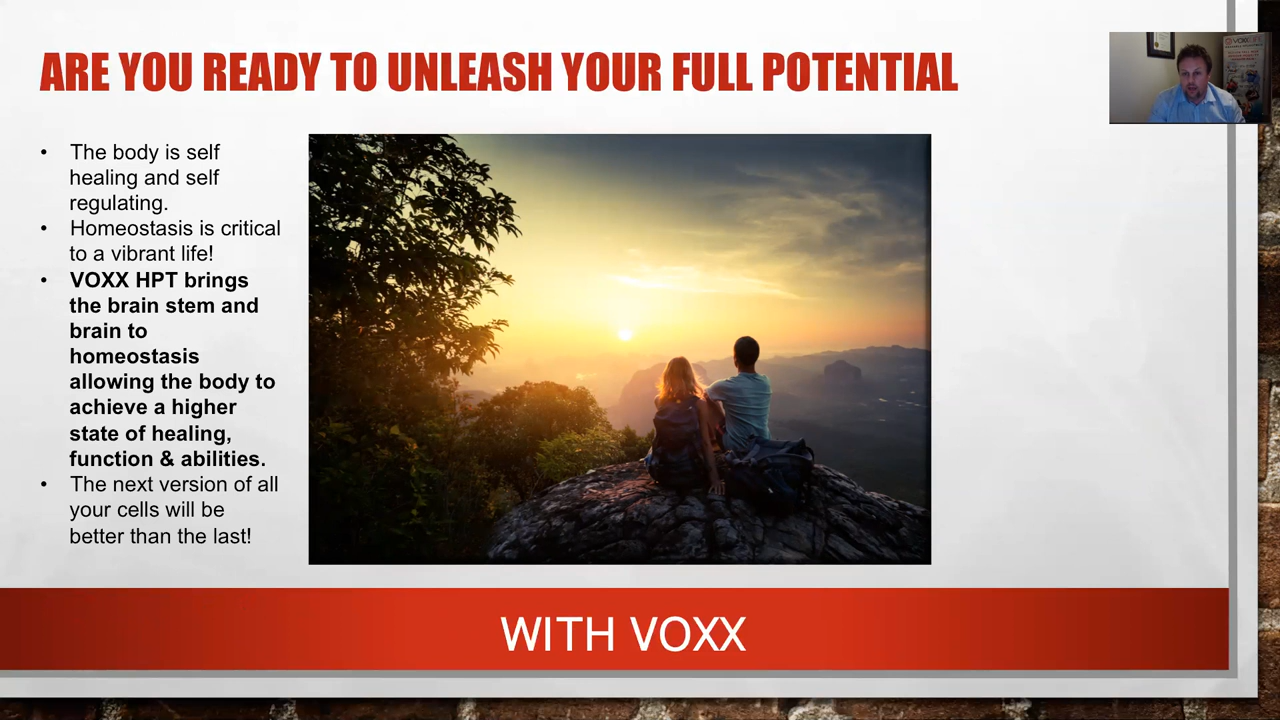 ARE YOU READY TO UNLEASH YOUR FULL POTENTIAL
• The body is self
healing and self
regulating.
• Homeostasis is critical
to a vibrant life!
• VOXX HPT brings
the brain stem and
brain to
homeostasis
allowing the body to
achieve a higher
state of healing,
function & abilities.
• The next version of all
your cells will be
better than the last!
WITH VOXX